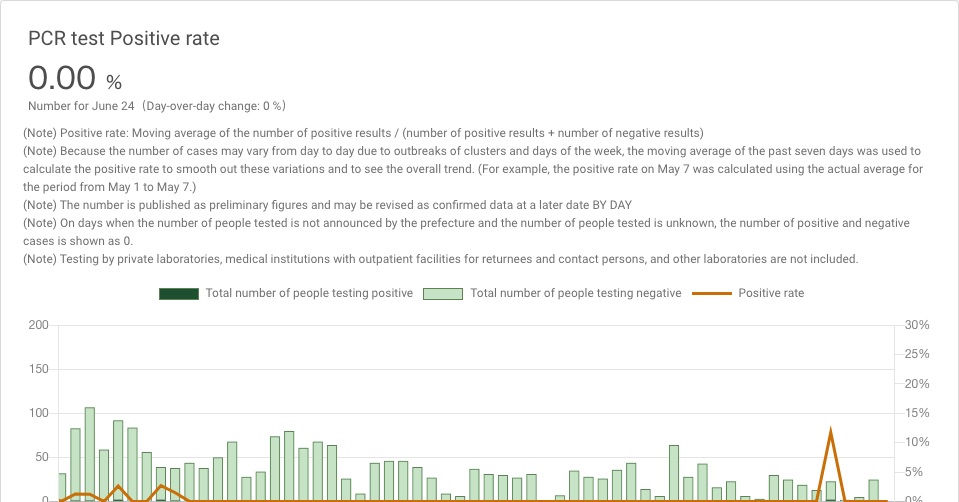 PCR test Positive rate
0.00 %
Number for June 24（Day-over-day change: 0 %）
(Note) Positive rate: Moving average of the number of positive results / (number of positive results + number of negative results)
(Note) Because the number of cases may vary from day to day due to outbreaks of clusters and days of the week, the moving average of the past seven days was used to
calculate the positive rate to smooth out these variations and to see the overall trend. (For example, the positive rate on May 7 was calculated using the actual average for
the period from May 1 to May 7.)
(Note) The number is published as preliminary figures and may be revised as confirmed data at a later date BY DAY
(Note) On days when the number of people tested is not announced by the prefecture and the number of people tested is unknown, the number of positive and negative
cases is shown as 0.
(Note) Testing by private laboratories, medical institutions with outpatient facilities for returnees and contact persons, and other laboratories are not included.
Total number of people testing positive Total number of people testing negative Positive rate
200 30%
25%
150
20%
100 15%
10%
50
5%
0 0%